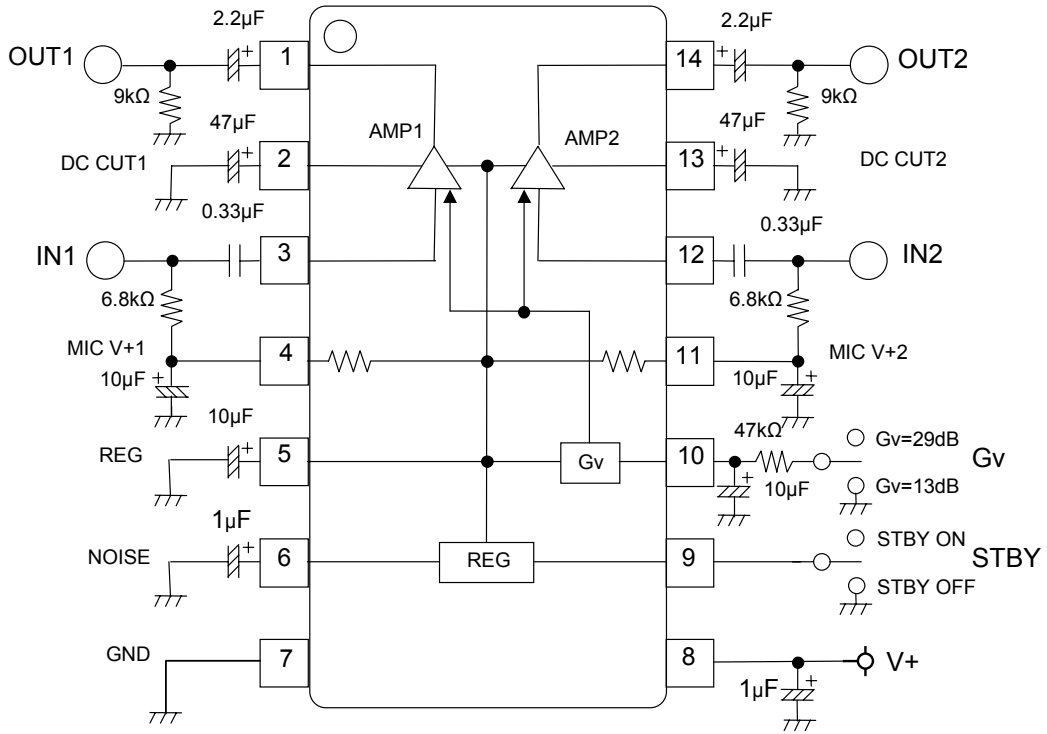 2.2µF
2.2µF
OUT1
+
1
14
+
OUT2
9kΩ
9kΩ
47µF
AMP1
AMP2
47µF
DC CUT1
+
2
13
+
DC CUT2
0.33µF
0.33µF
IN1
3
12
IN2
6.8kΩ
6.8kΩ
MIC V+1
4
11
MIC V+2
10µF
+
10µF
+
10µF
47kΩ
Gv=29dB
REG
+
5
Gv
10
Gv
+
10µF
Gv=13dB
1µF
NOISE
+
6
REG
9
STBY ON
STBY
STBY OFF
GND
7
8
V+
1µF
+